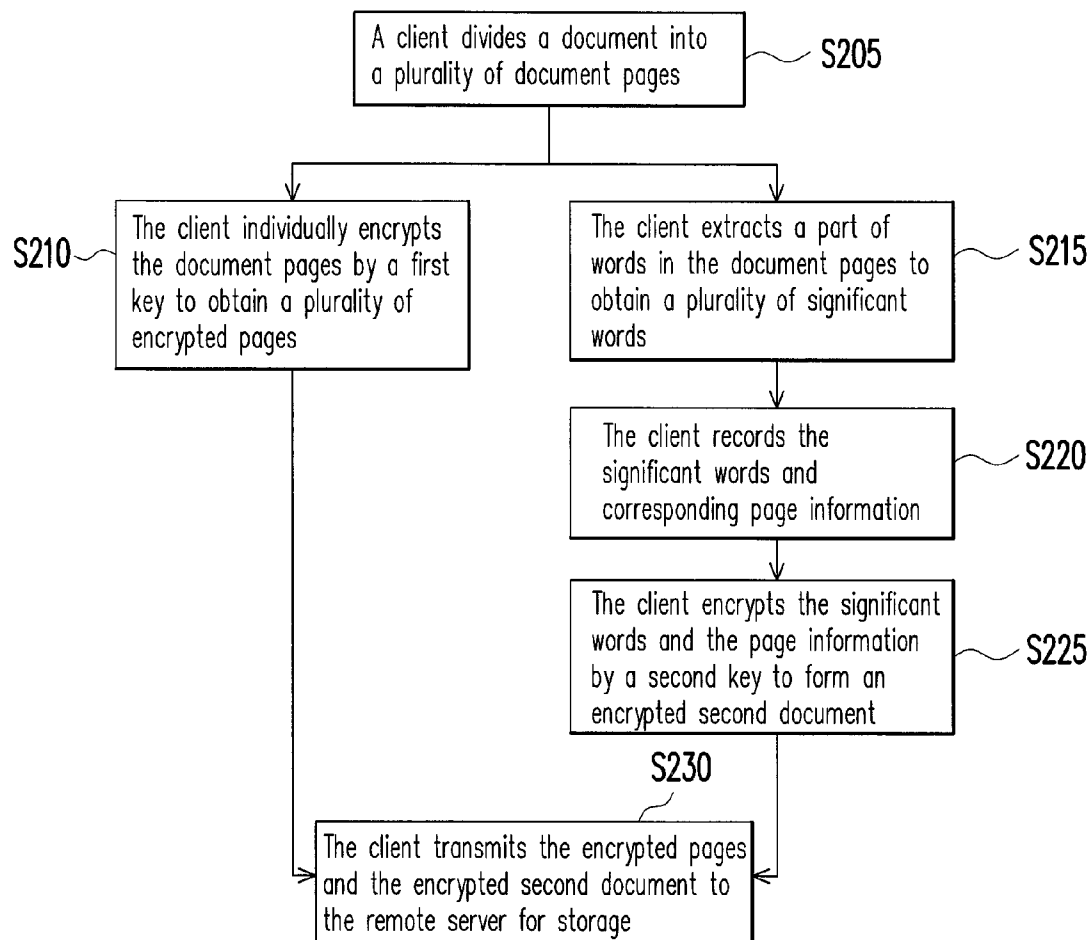 A client divides a document into
a plurality of document pages
S205
The client individually encrypts
the document pages by a first
key to obtain a plurality of
encrypted pages
S210
The client extracts a part of
words in the document pages to
obtain a plurality of significant
words
S215
The client records the
significant words and
corresponding page information
S220
The client encrypts the significant
words and the page information
by a second key to form an
encrypted second document
S225
S230
The client transmits the encrypted pages
and the encrypted second document to
the remote server for storage